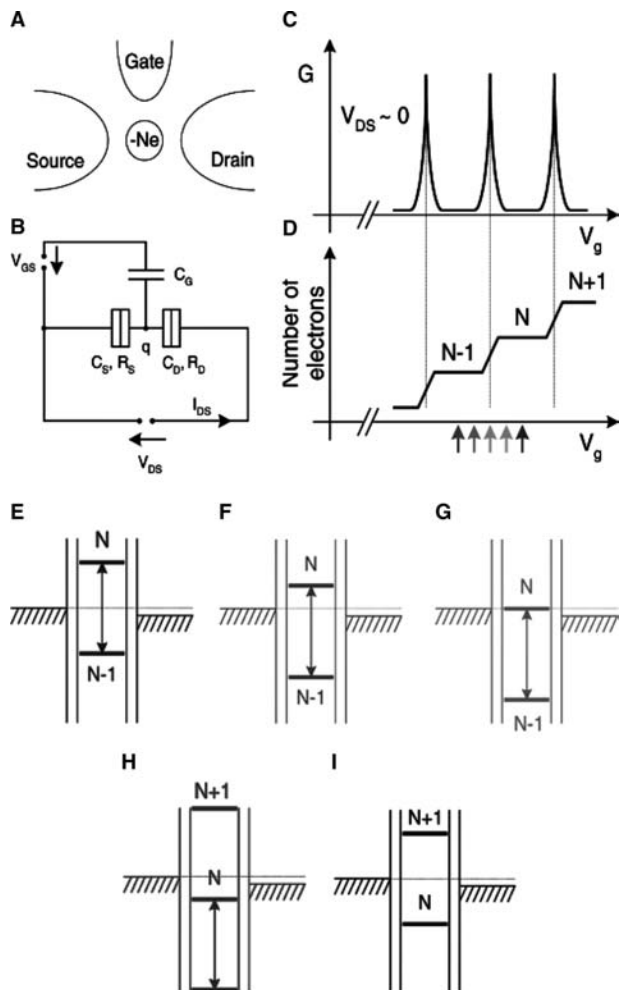 A
Gate
-Ne
Source
Drain
B
V_GS
C_G
q
C_S, R_S
C_D, R_D
I_DS
V_DS
C
G
V_DS ~ 0
V_g
D
Number of
electrons
N-1
N
N+1
V_g
E
N
N-1
F
N
N-1
G
N
N-1
H
N+1
N
I
N+1
N